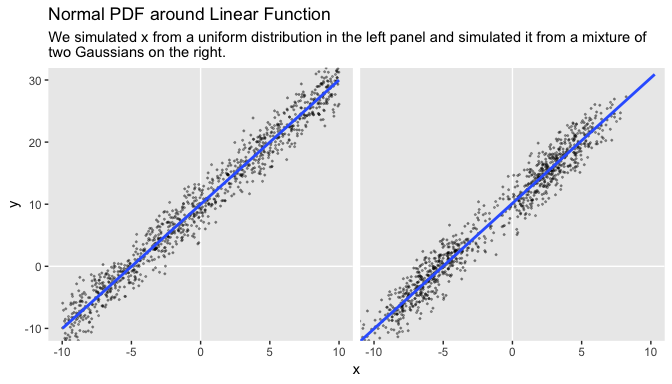 Normal PDF around Linear Function
We simulated x from a uniform distribution in the left panel and simulated it from a mixture of
two Gaussians on the right.
30
20
10
0
-10
y
-10 -5 0 5 10 -10 -5 0 5 10
x